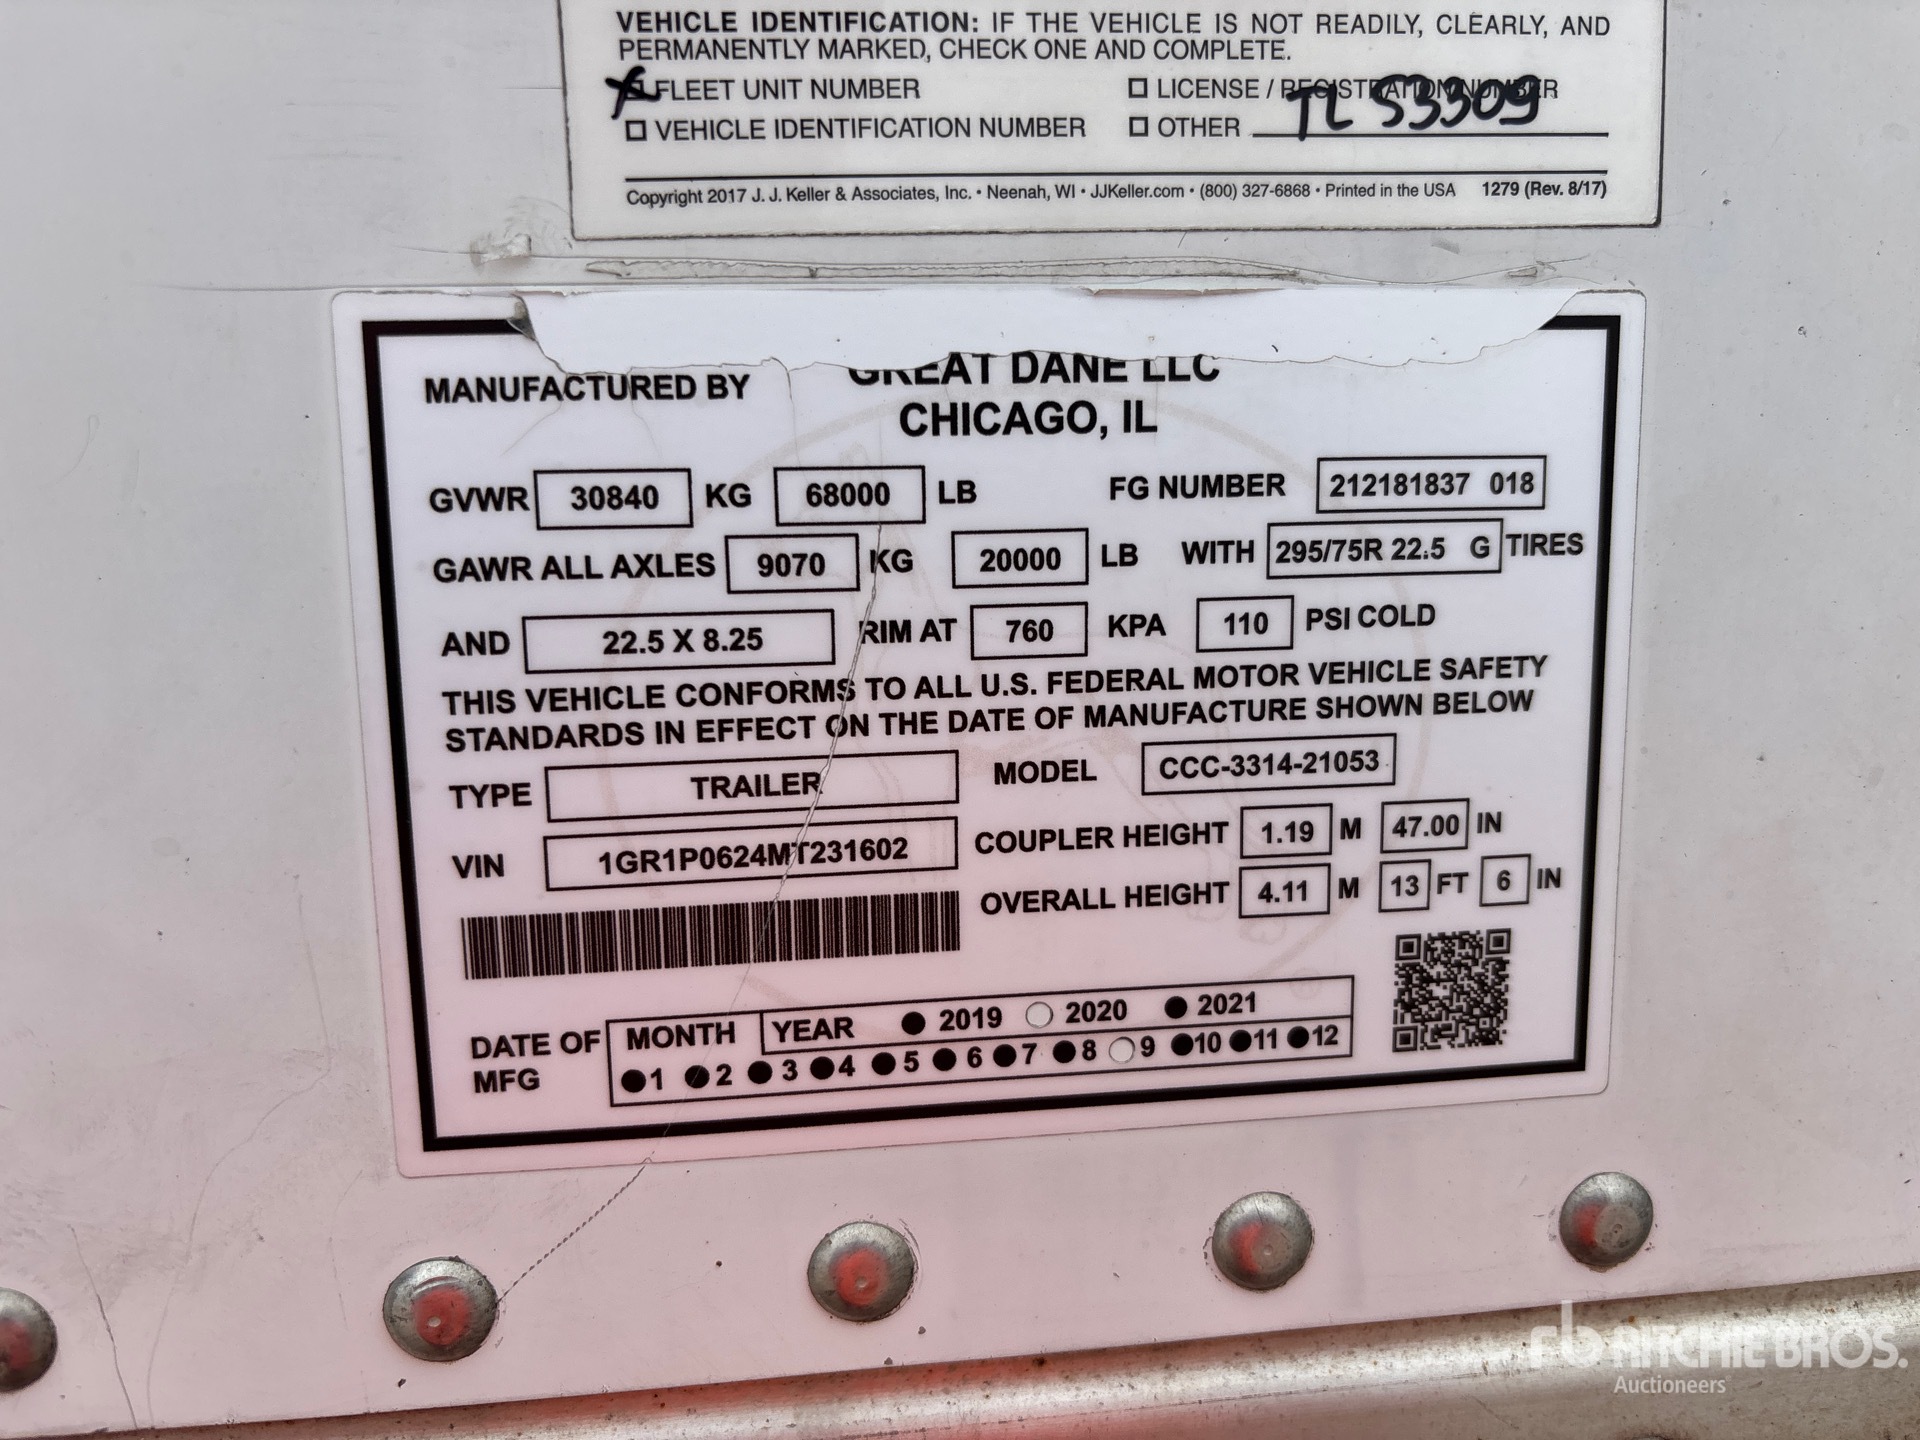 VEHICLE IDENTIFICATION: IF THE VEHICLE IS NOT READILY, CLEARLY, AND
PERMANENTLY MARKED, CHECK ONE AND COMPLETE.
FLEET UNIT NUMBER LICENSE / REGISTRATION NUMBER
VEHICLE IDENTIFICATION NUMBER OTHER TL53309
Copyright 2017 J. J. Keller & Associates, Inc. • Neenah, WI • JJKeller.com • (800) 327-6868 • Printed in the USA 1279 (Rev. 8/17)
MANUFACTURED BY GREAT DANE LLC
CHICAGO, IL
GVWR 30840 KG 68000 LB FG NUMBER 212181837 018
GAWR ALL AXLES 9070 KG 20000 LB WITH 295/75R 22.5 G TIRES
AND 22.5 X 8.25 RIM AT 760 KPA 110 PSI COLD
THIS VEHICLE CONFORMS TO ALL U.S. FEDERAL MOTOR VEHICLE SAFETY
STANDARDS IN EFFECT ON THE DATE OF MANUFACTURE SHOWN BELOW
TYPE TRAILER MODEL CCC-3314-21053
VIN 1GR1P0624MT231602 COUPLER HEIGHT 1.19 M 47.00 IN
OVERALL HEIGHT 4.11 M 13 FT 6 IN
DATE OF MFG MONTH YEAR 2019 2020 2021
1 2 3 4 5 6 7 8 9 10 11 12
rb RITCHIE BROS.
Auctioneers